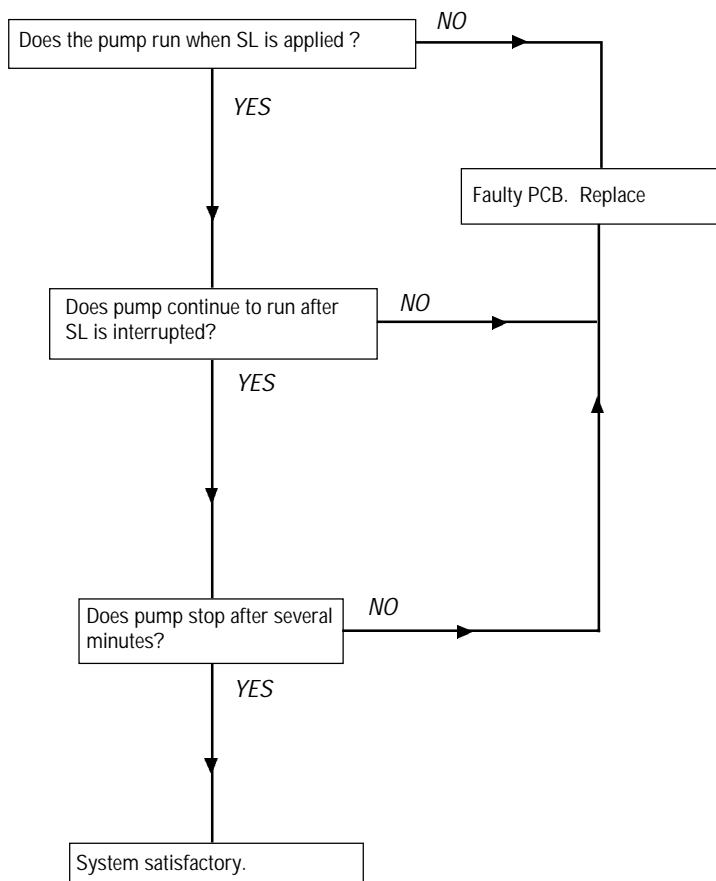 Does the pump run when SL is applied ?
NO
YES
Faulty PCB.  Replace
Does pump continue to run after
SL is interrupted?
NO
YES
Does pump stop after several
minutes?
NO
YES
System satisfactory.